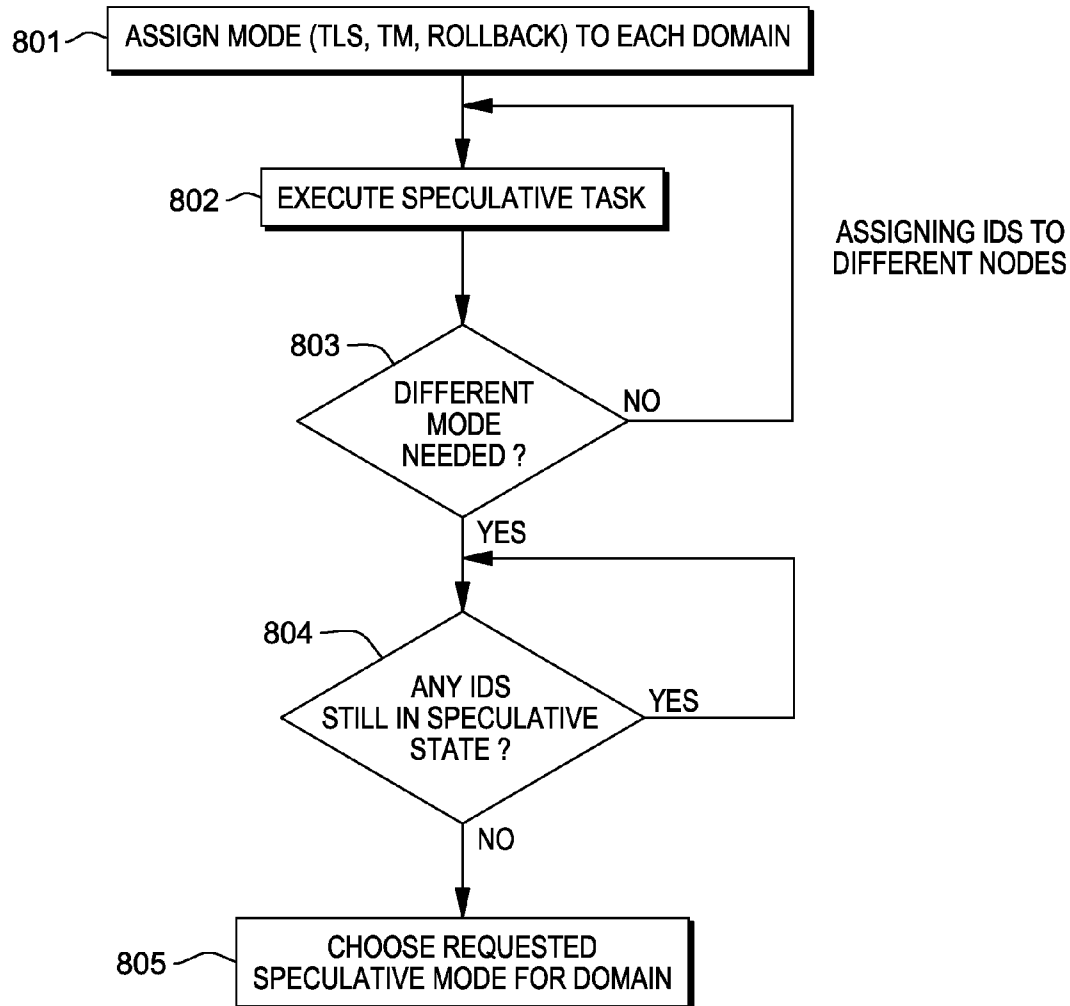 801
ASSIGN MODE (TLS, TM, ROLLBACK) TO EACH DOMAIN
802
EXECUTE SPECULATIVE TASK
ASSIGNING IDS TO
DIFFERENT NODES
803
DIFFERENT
MODE
NEEDED ?
NO
YES
804
ANY IDS
STILL IN SPECULATIVE
STATE ?
YES
NO
805
CHOOSE REQUESTED
SPECULATIVE MODE FOR DOMAIN